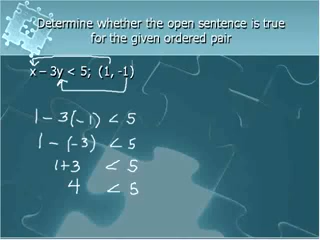 Determine whether the open sentence is true
for the given ordered pair
x – 3y < 5; (1, -1)
1 - 3(-1) < 5
1 - (-3) < 5
1+3 < 5
4 < 5